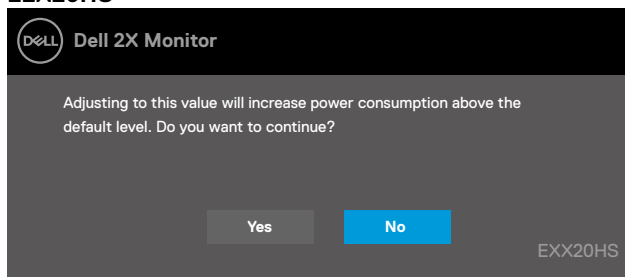 DELL
Dell 2X Monitor
Adjusting to this value will increase power consumption above the
default level. Do you want to continue?
Yes No
EXX20HS